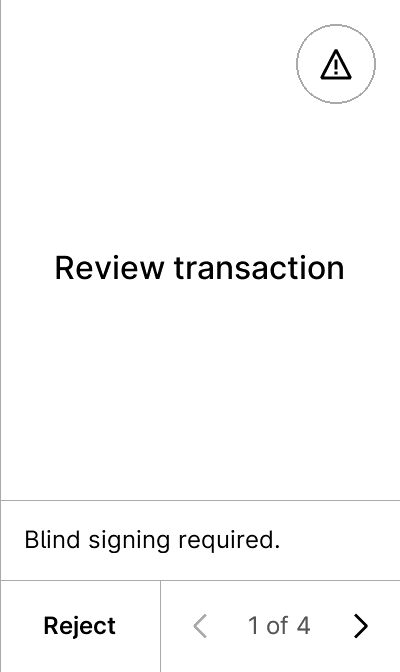 Review transaction
Blind signing required.
Reject
1 of 4